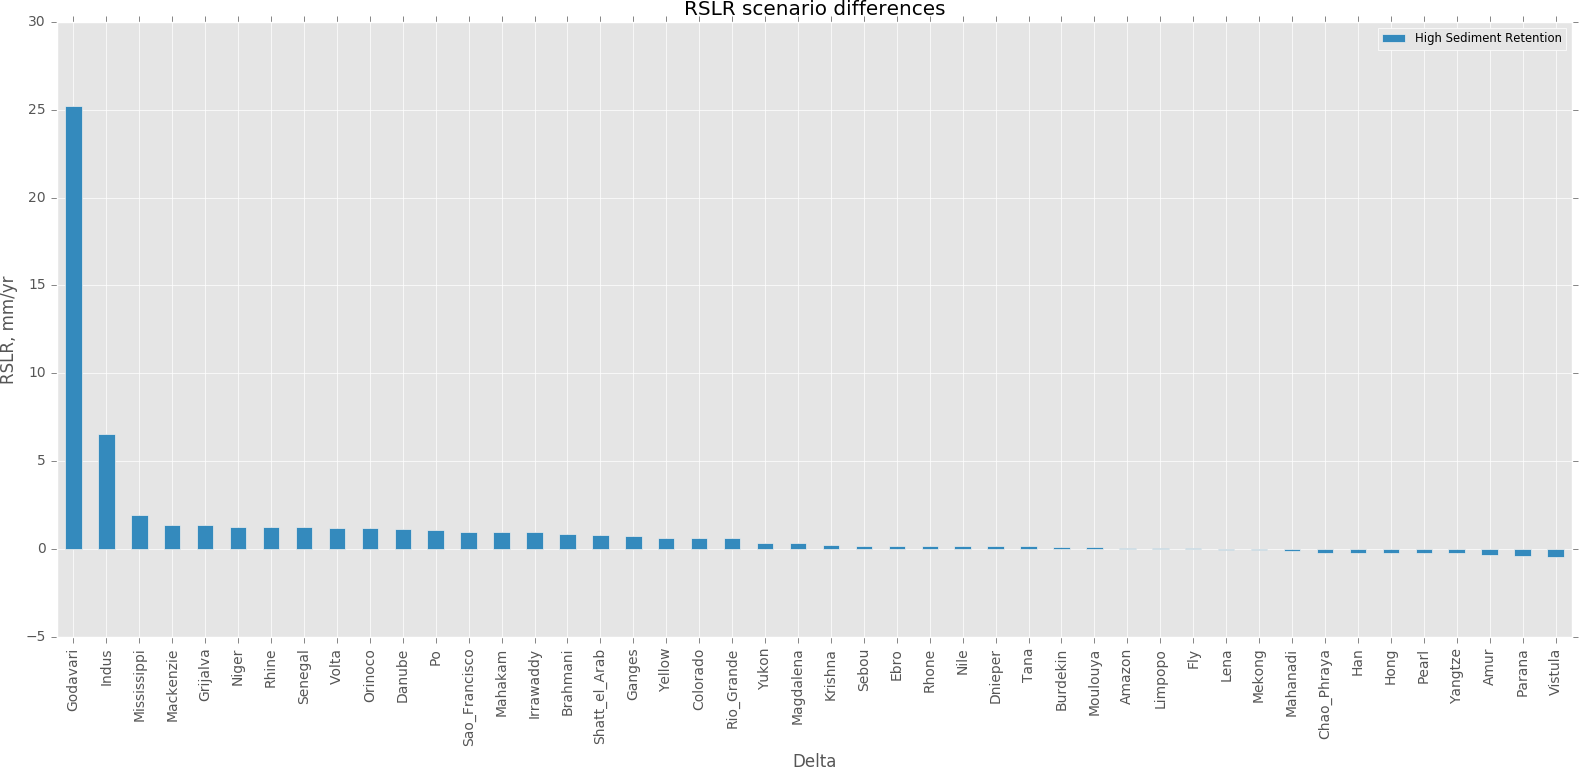 RSLR scenario differences
High Sediment Retention
RSLR, mm/yr
30
25
20
15
10
5
0
−5
Godavari
Indus
Mississippi
Mackenzie
Grijalva
Niger
Rhine
Senegal
Volta
Orinoco
Danube
Po
Sao_Francisco
Mahakam
Irrawaddy
Brahmani
Shatt_el_Arab
Ganges
Yellow
Colorado
Rio_Grande
Yukon
Magdalena
Krishna
Sebou
Ebro
Rhone
Nile
Dnieper
Tana
Burdekin
Moulouya
Amazon
Limpopo
Fly
Lena
Mekong
Mahanadi
Chao_Phraya
Han
Hong
Pearl
Yangtze
Amur
Parana
Vistula
Delta